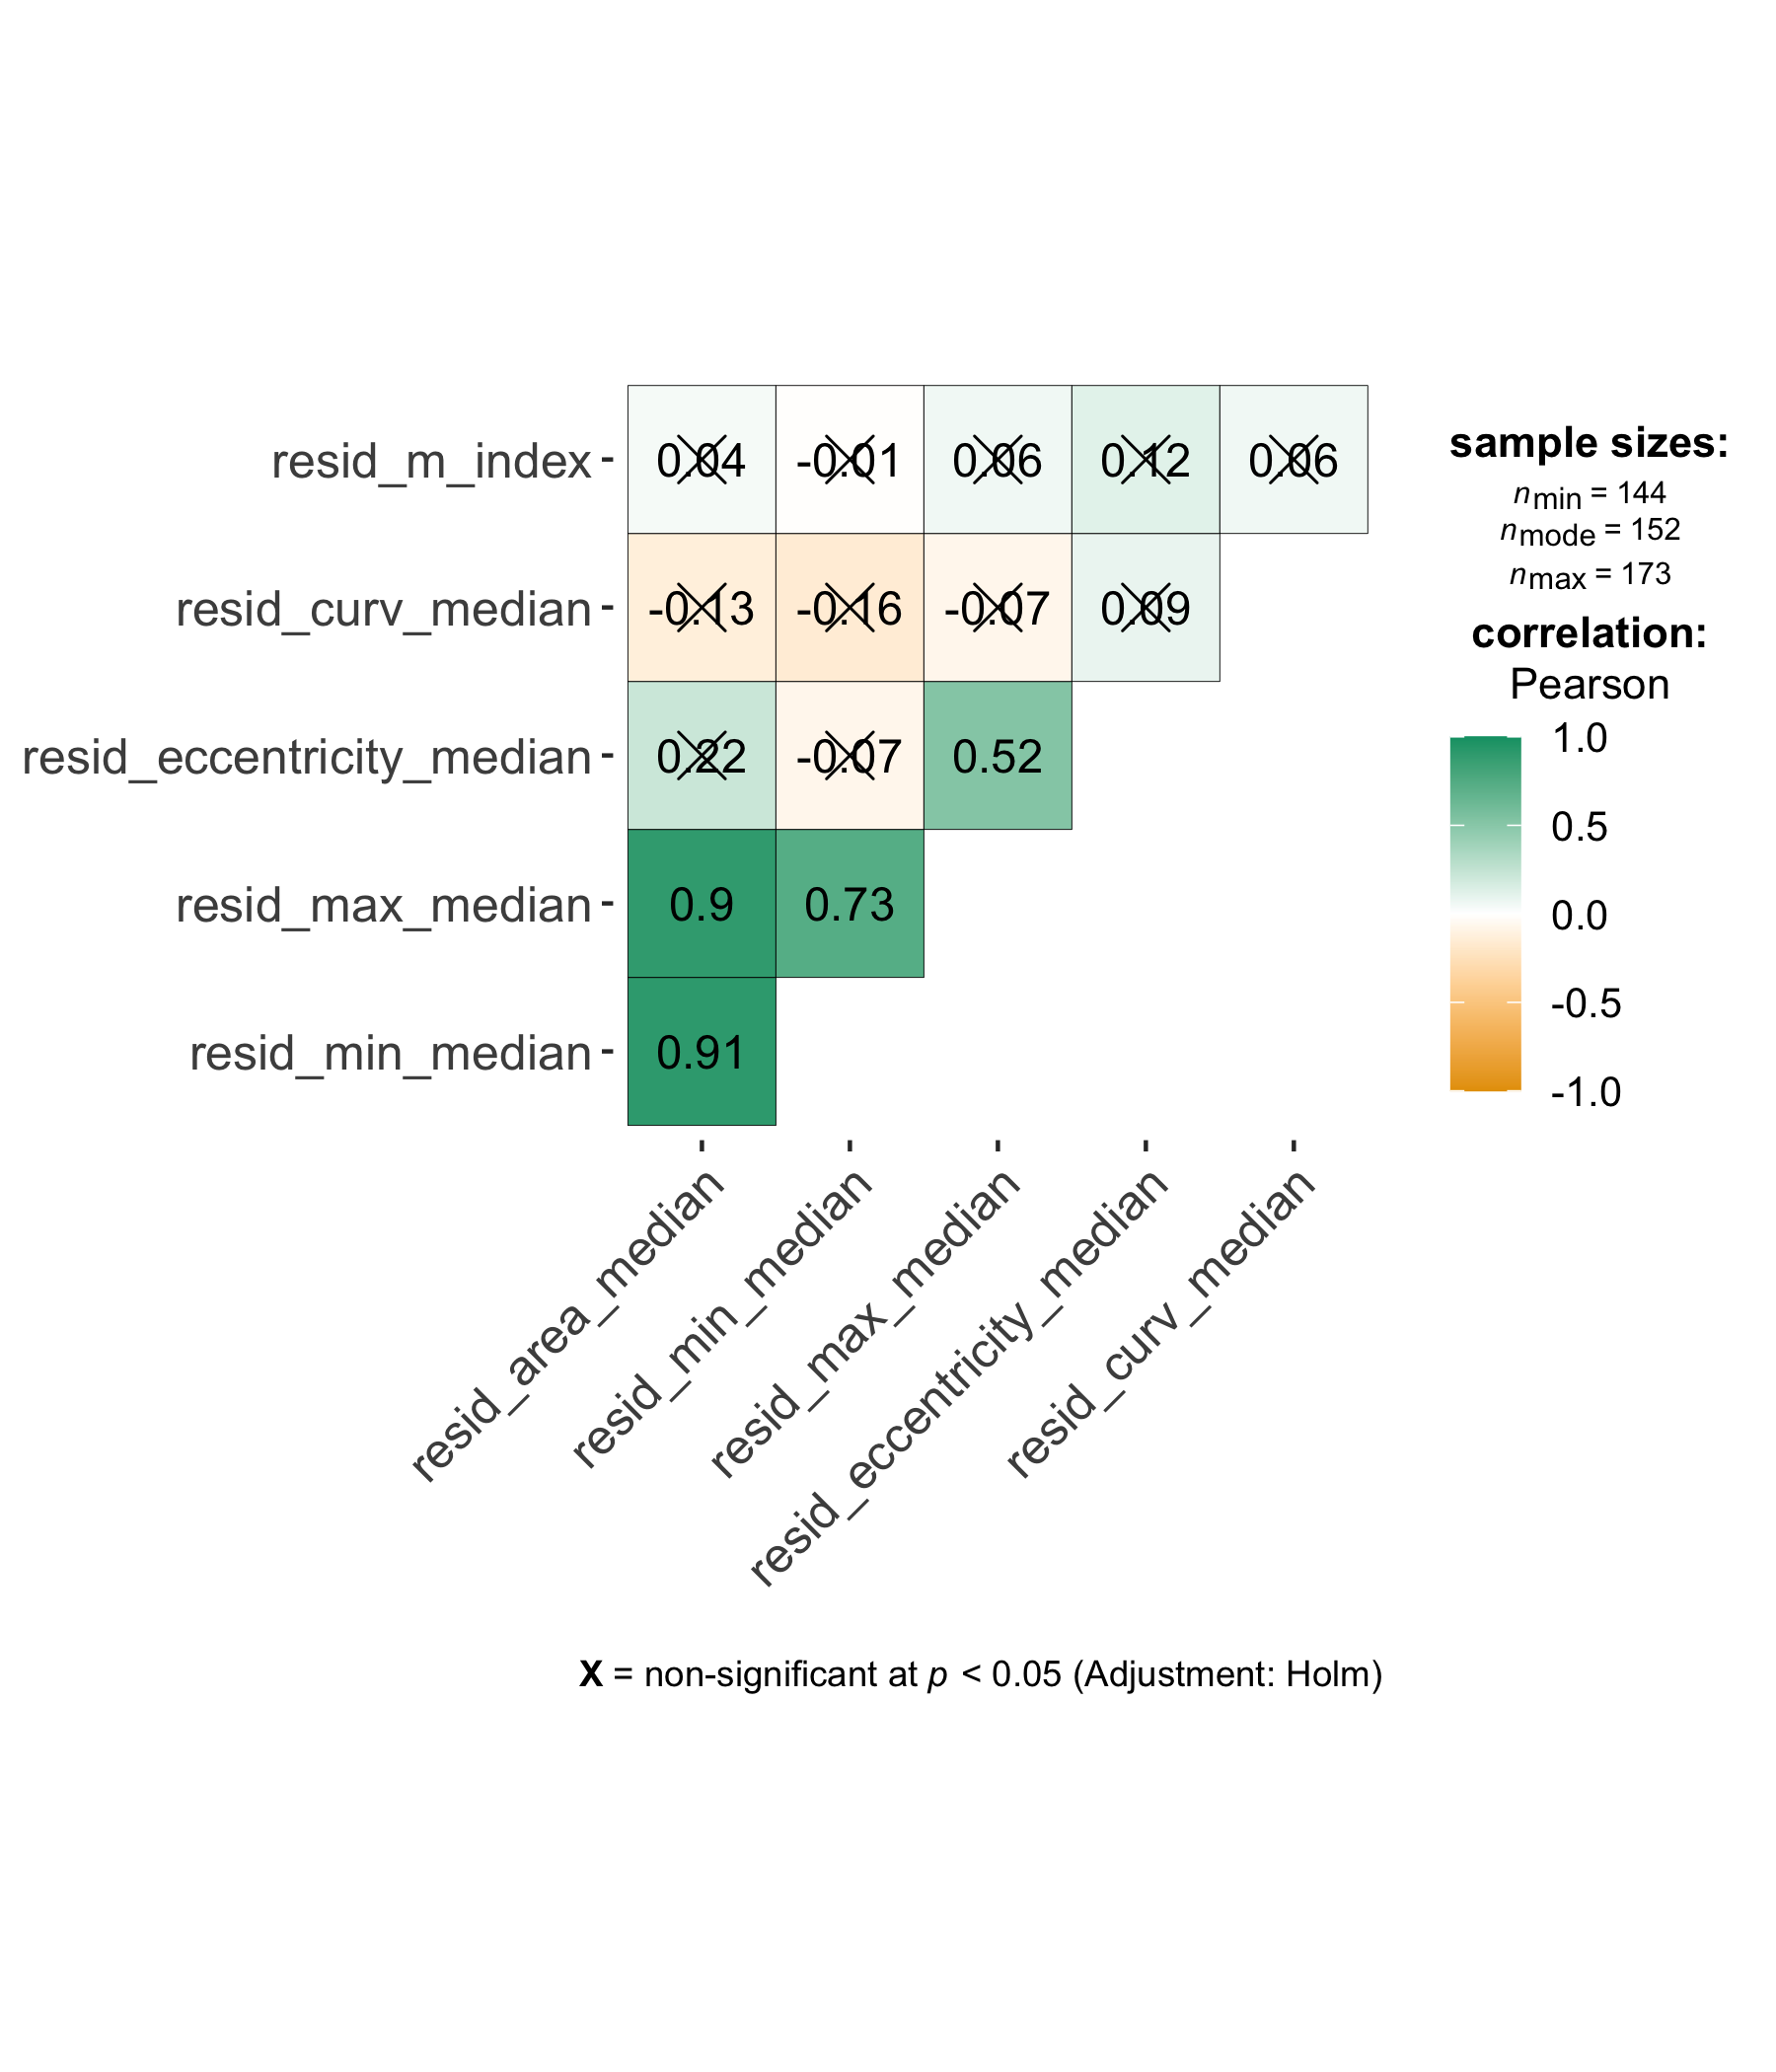 resid_m_index
0.04 -0.01 0.06 0.12 0.06
resid_curv_median
-0.13 -0.16 -0.07 0.09
resid_eccentricity_median
0.22 -0.07 0.52
resid_max_median
0.9 0.73
resid_min_median
0.91
resid_area_median
resid_min_median
resid_max_median
resid_eccentricity_median
resid_curv_median
sample sizes:
nmin = 144
nmode = 152
nmax = 173
correlation:
Pearson
1.0
0.5
0.0
-0.5
-1.0
X = non-significant at p < 0.05 (Adjustment: Holm)